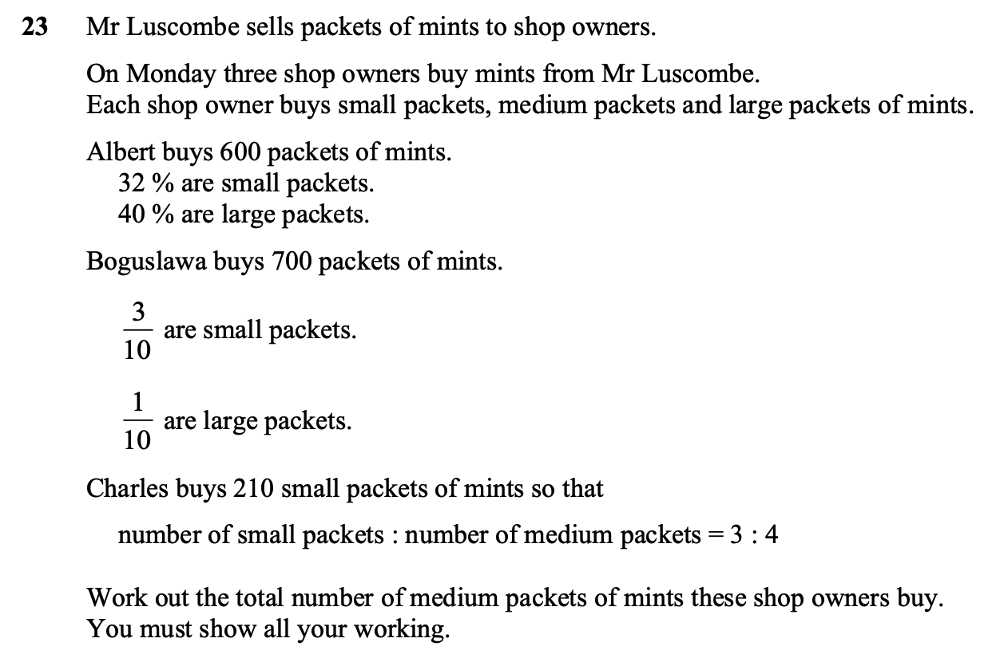 23 Mr Luscombe sells packets of mints to shop owners.
On Monday three shop owners buy mints from Mr Luscombe.
Each shop owner buys small packets, medium packets and large packets of mints.
Albert buys 600 packets of mints.
32 % are small packets.
40 % are large packets.
Boguslawa buys 700 packets of mints.
3/10 are small packets.
1/10 are large packets.
Charles buys 210 small packets of mints so that
number of small packets : number of medium packets = 3 : 4
Work out the total number of medium packets of mints these shop owners buy.
You must show all your working.